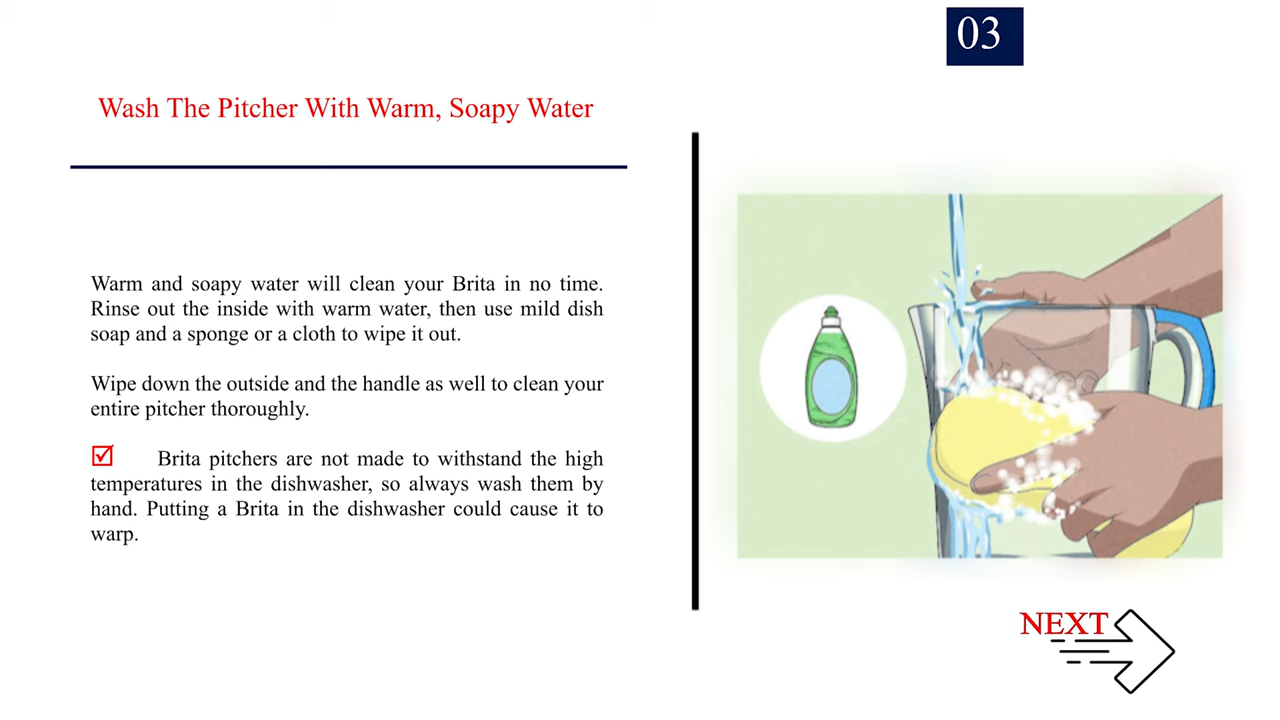 03
Wash The Pitcher With Warm, Soapy Water
Warm and soapy water will clean your Brita in no time.
Rinse out the inside with warm water, then use mild dish
soap and a sponge or a cloth to wipe it out.
Wipe down the outside and the handle as well to clean your
entire pitcher thoroughly.
Brita pitchers are not made to withstand the high
temperatures in the dishwasher, so always wash them by
hand. Putting a Brita in the dishwasher could cause it to
warp.
NEXT